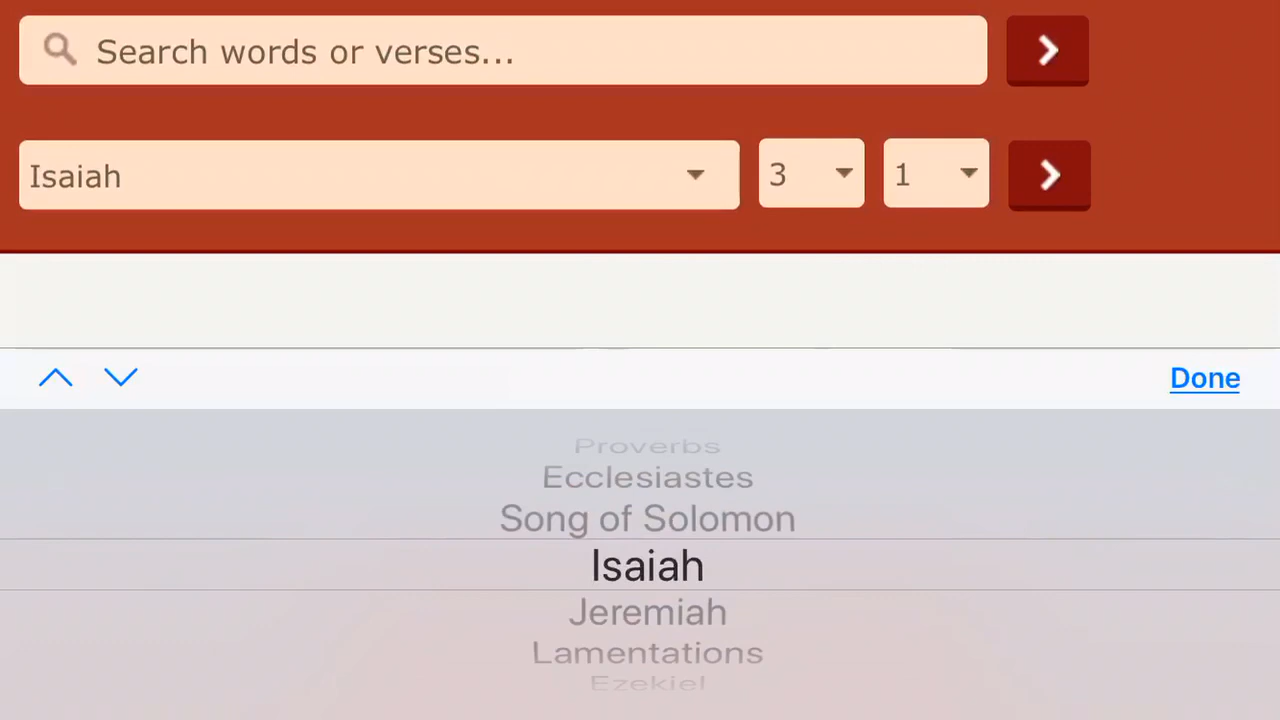 Search words or verses...
Isaiah 3 1
Done
Proverbs
Ecclesiastes
Song of Solomon
Isaiah
Jeremiah
Lamentations
Ezekiel